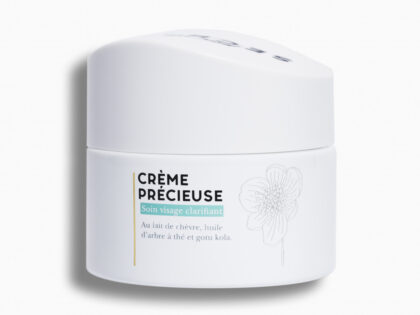 CRÈME
PRÉCIEUSE
Soin visage clarifiant
Au lait de chèvre, huile
d'arbre à thé et gotu kola.